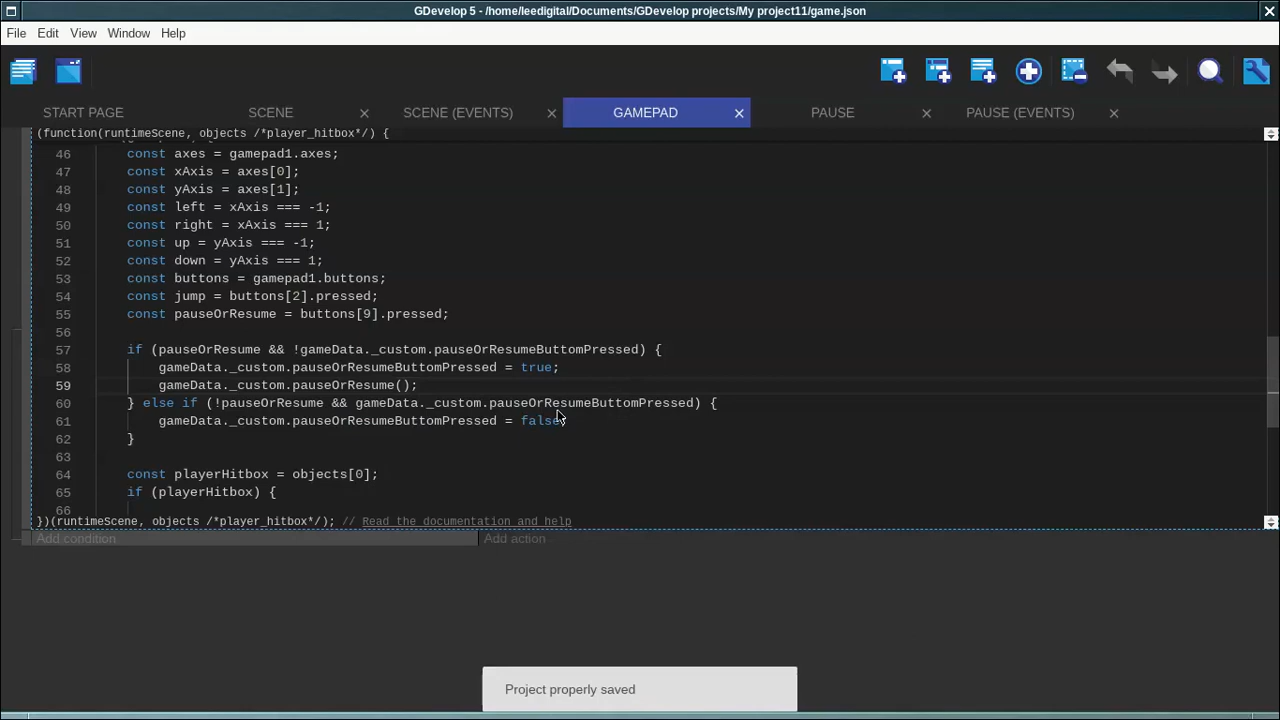 GDevelop 5 - /home/leedigital/Documents/GDevelop projects/My project11/game.json
File Edit View Window Help
START PAGE SCENE SCENE (EVENTS) GAMEPAD PAUSE PAUSE (EVENTS)
(function(runtimeScene, objects /*player_hitbox*/) {
46 const axes = gamepad1.axes;
47 const xAxis = axes[0];
48 const yAxis = axes[1];
49 const left = xAxis === -1;
50 const right = xAxis === 1;
51 const up = yAxis === -1;
52 const down = yAxis === 1;
53 const buttons = gamepad1.buttons;
54 const jump = buttons[2].pressed;
55 const pauseOrResume = buttons[9].pressed;
56
57 if (pauseOrResume && !gameData._custom.pauseOrResumeButtomPressed) {
58 gameData._custom.pauseOrResumeButtomPressed = true;
59 gameData._custom.pauseOrResume();
60 } else if (!pauseOrResume && gameData._custom.pauseOrResumeButtomPressed) {
61 gameData._custom.pauseOrResumeButtomPressed = false;
62 }
63
64 const playerHitbox = objects[0];
65 if (playerHitbox) {
66
})(runtimeScene, objects /*player_hitbox*/); // Read the documentation and help
Add condition Add action
Project properly saved